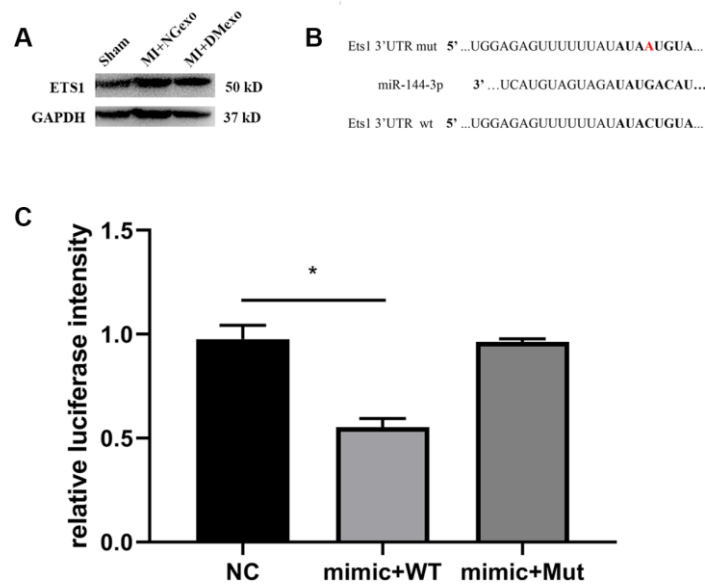 A
Sham
MI+NGexo
MI+DMexo
ETS1
50 kD
GAPDH
37 kD
B
Ets1 3'UTR mut 5' ...UGGAGAGUUUUUUAUAUAAUGUA...
miR-144-3p 3' ...UCAUGUAGUAGAUAUGACAU...
Ets1 3'UTR wt 5' ...UGGAGAGUUUUUUAUAUACUGUA...
C
relative luciferase intensity
1.5
1.0
0.5
0.0
*
NC
mimic+WT
mimic+Mut